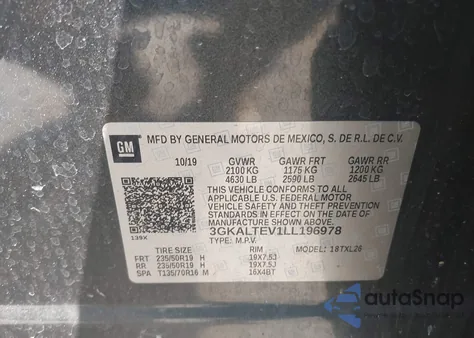 GM
MFD BY GENERAL MOTORS DE MEXICO, S. DE R.L. DE C.V.
10/19 GVWR GAWR FRT GAWR RR
2100 KG 1175 KG 1200 KG
4630 LB 2590 LB 2645 LB
THIS VEHICLE CONFORMS TO ALL
APPLICABLE U.S. FEDERAL MOTOR
VEHICLE SAFETY AND THEFT
PREVENTION STANDARDS IN
EFFECT ON THE DATE OF
MANUFACTURE SHOWN ABOVE.
139X
3GKALTEV1LL196978
TYPE: M.P.V. MODEL: 18TXL26
TIRE SIZE RIM
FRT 235/50R19 H 19X7.5J
RR 235/50R19 H 19X7.5J
SPA T135/70R16 M 16X4BT
autoSnap